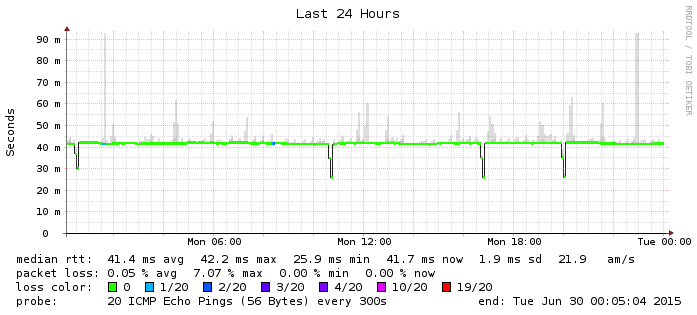 Last 24 Hours
RRDTOOL / TOBI OETIKER
Seconds
90 m
80 m
70 m
60 m
50 m
40 m
30 m
20 m
10 m
0
Mon 06:00 Mon 12:00 Mon 18:00 Tue 00:00
median rtt: 41.4 ms avg 42.2 ms max 25.9 ms min 41.7 ms now 1.9 ms sd 21.9 am/s
packet loss: 0.05 % avg 7.07 % max 0.00 % min 0.00 % now
loss color: 0 1/20 2/20 3/20 4/20 10/20 19/20
probe: 20 ICMP Echo Pings (56 Bytes) every 300s end: Tue Jun 30 00:05:04 2015